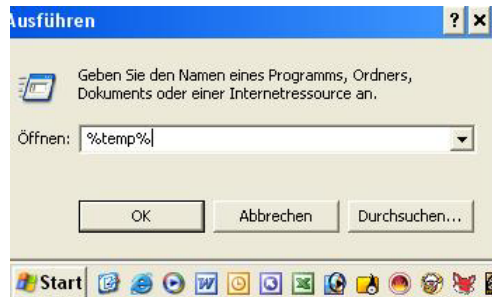 Ausführen
Geben Sie den Namen eines Programms, Ordners,
Dokuments oder einer Internetressource an.
Öffnen: %temp%
OK Abbrechen Durchsuchen...
Start